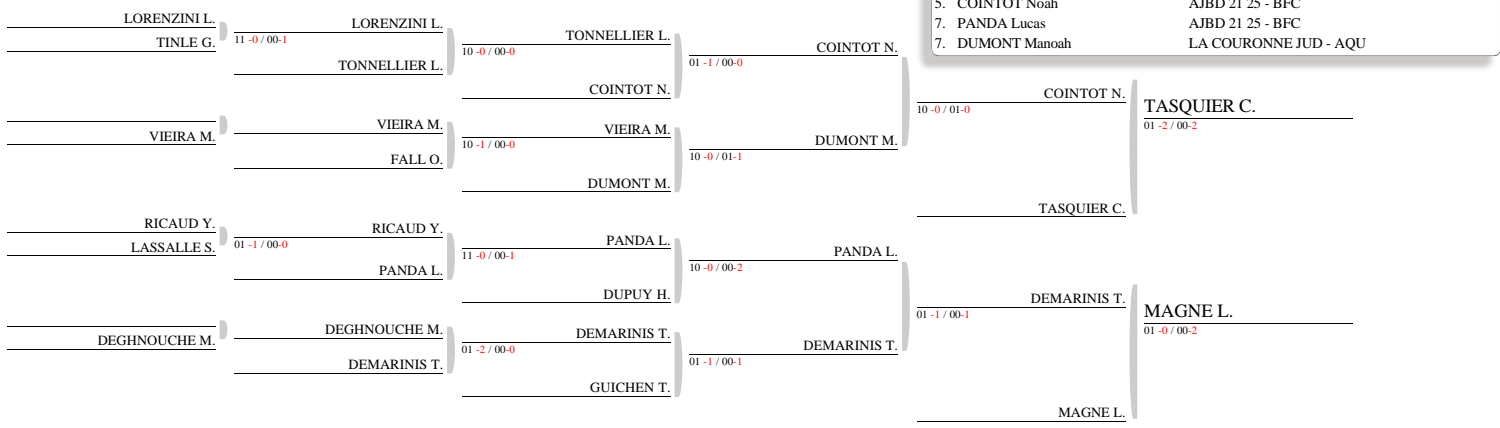 5. COINTOT Noah AJBD 21 25 - BFC
7. PANDA Lucas AJBD 21 25 - BFC
7. DUMONT Manoah LA COURONNE JUD - AQU
LORENZINI L.
TINLE G.
LORENZINI L.
11 -0 / 00-1
TONNELLIER L.
TONNELLIER L.
10 -0 / 00-0
COINTOT N.
COINTOT N.
01 -1 / 00-0
VIEIRA M.
VIEIRA M.
FALL O.
VIEIRA M.
10 -1 / 00-0
DUMONT M.
DUMONT M.
10 -0 / 01-1
COINTOT N.
10 -0 / 01-0
TASQUIER C.
TASQUIER C.
01 -2 / 00-2
RICAUD Y.
LASSALLE S.
RICAUD Y.
01 -1 / 00-0
PANDA L.
PANDA L.
11 -0 / 00-1
DUPUY H.
PANDA L.
10 -0 / 00-2
DEGHNOUCHE M.
DEGHNOUCHE M.
DEMARINIS T.
DEMARINIS T.
01 -2 / 00-0
GUICHEN T.
DEMARINIS T.
01 -1 / 00-1
DEMARINIS T.
01 -1 / 00-1
MAGNE L.
MAGNE L.
01 -0 / 00-2